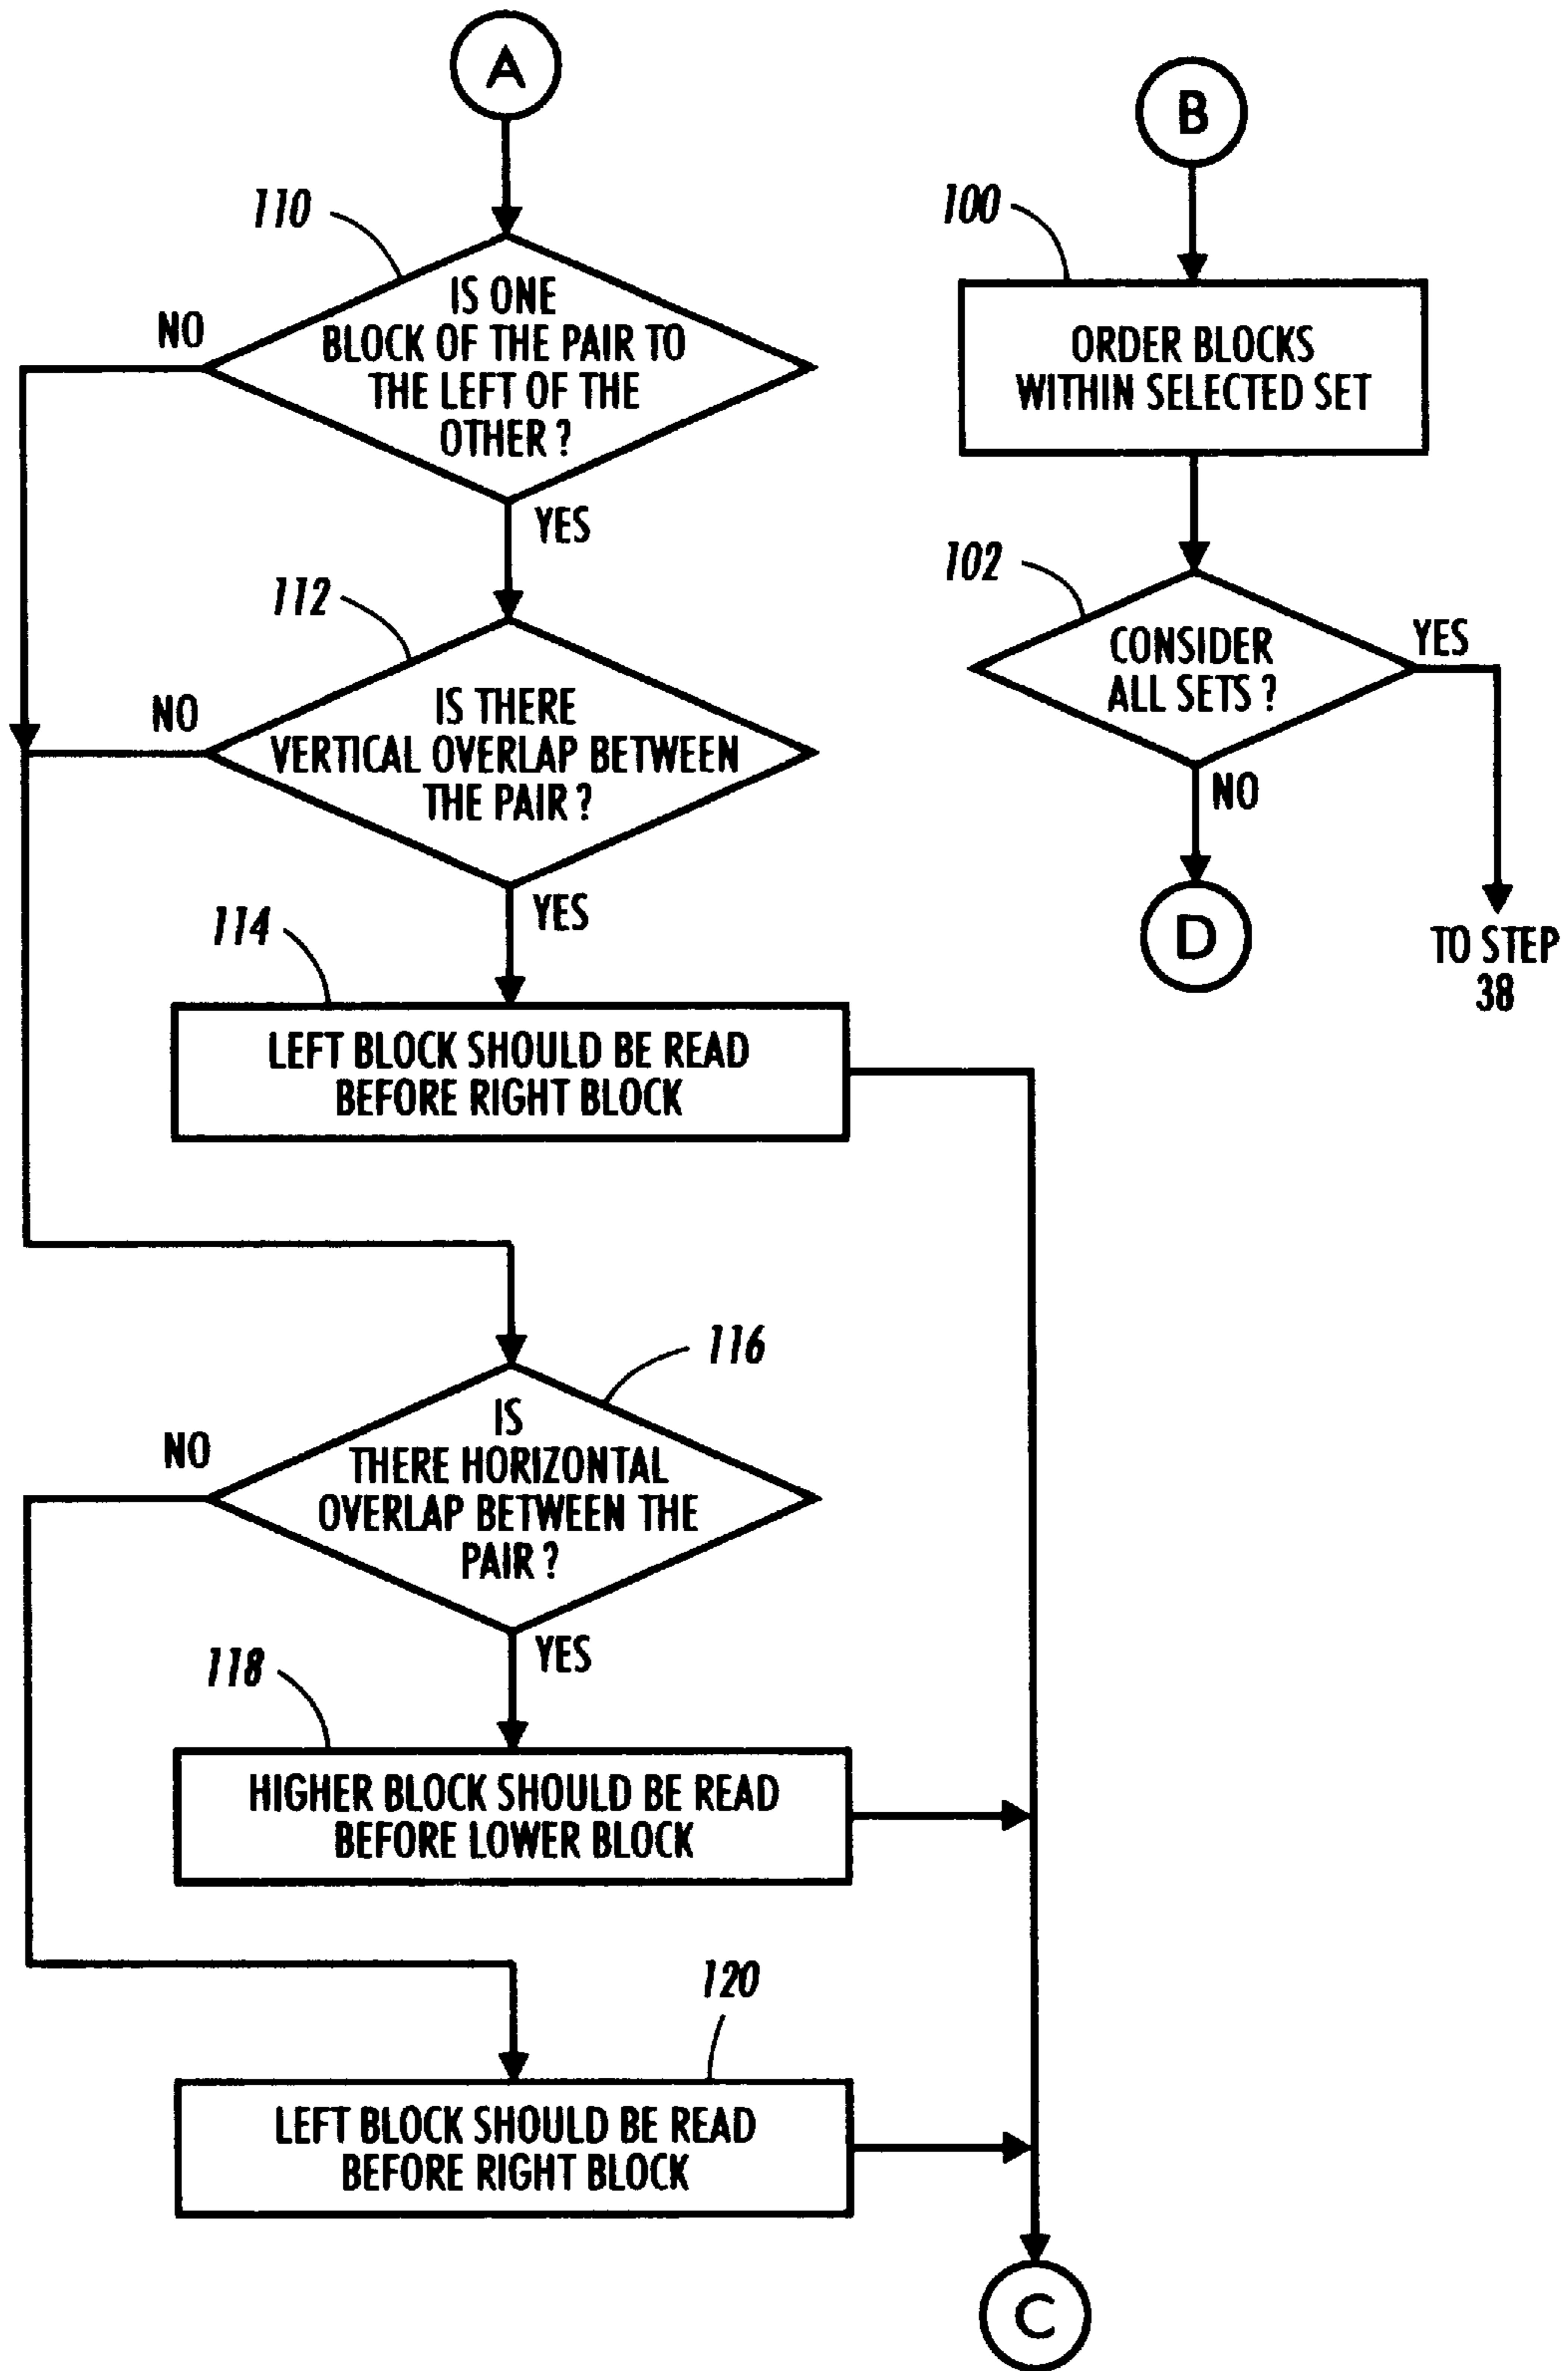 A
110
IS ONE
BLOCK OF THE PAIR TO
THE LEFT OF THE
OTHER ?
NO
YES
112
IS THERE
VERTICAL OVERLAP BETWEEN
THE PAIR ?
NO
YES
114
LEFT BLOCK SHOULD BE READ
BEFORE RIGHT BLOCK
116
IS
THERE HORIZONTAL
OVERLAP BETWEEN THE
PAIR ?
NO
YES
118
HIGHER BLOCK SHOULD BE READ
BEFORE LOWER BLOCK
120
LEFT BLOCK SHOULD BE READ
BEFORE RIGHT BLOCK
C
B
100
ORDER BLOCKS
WITHIN SELECTED SET
102
CONSIDER
ALL SETS ?
YES
NO
D
TO STEP
38